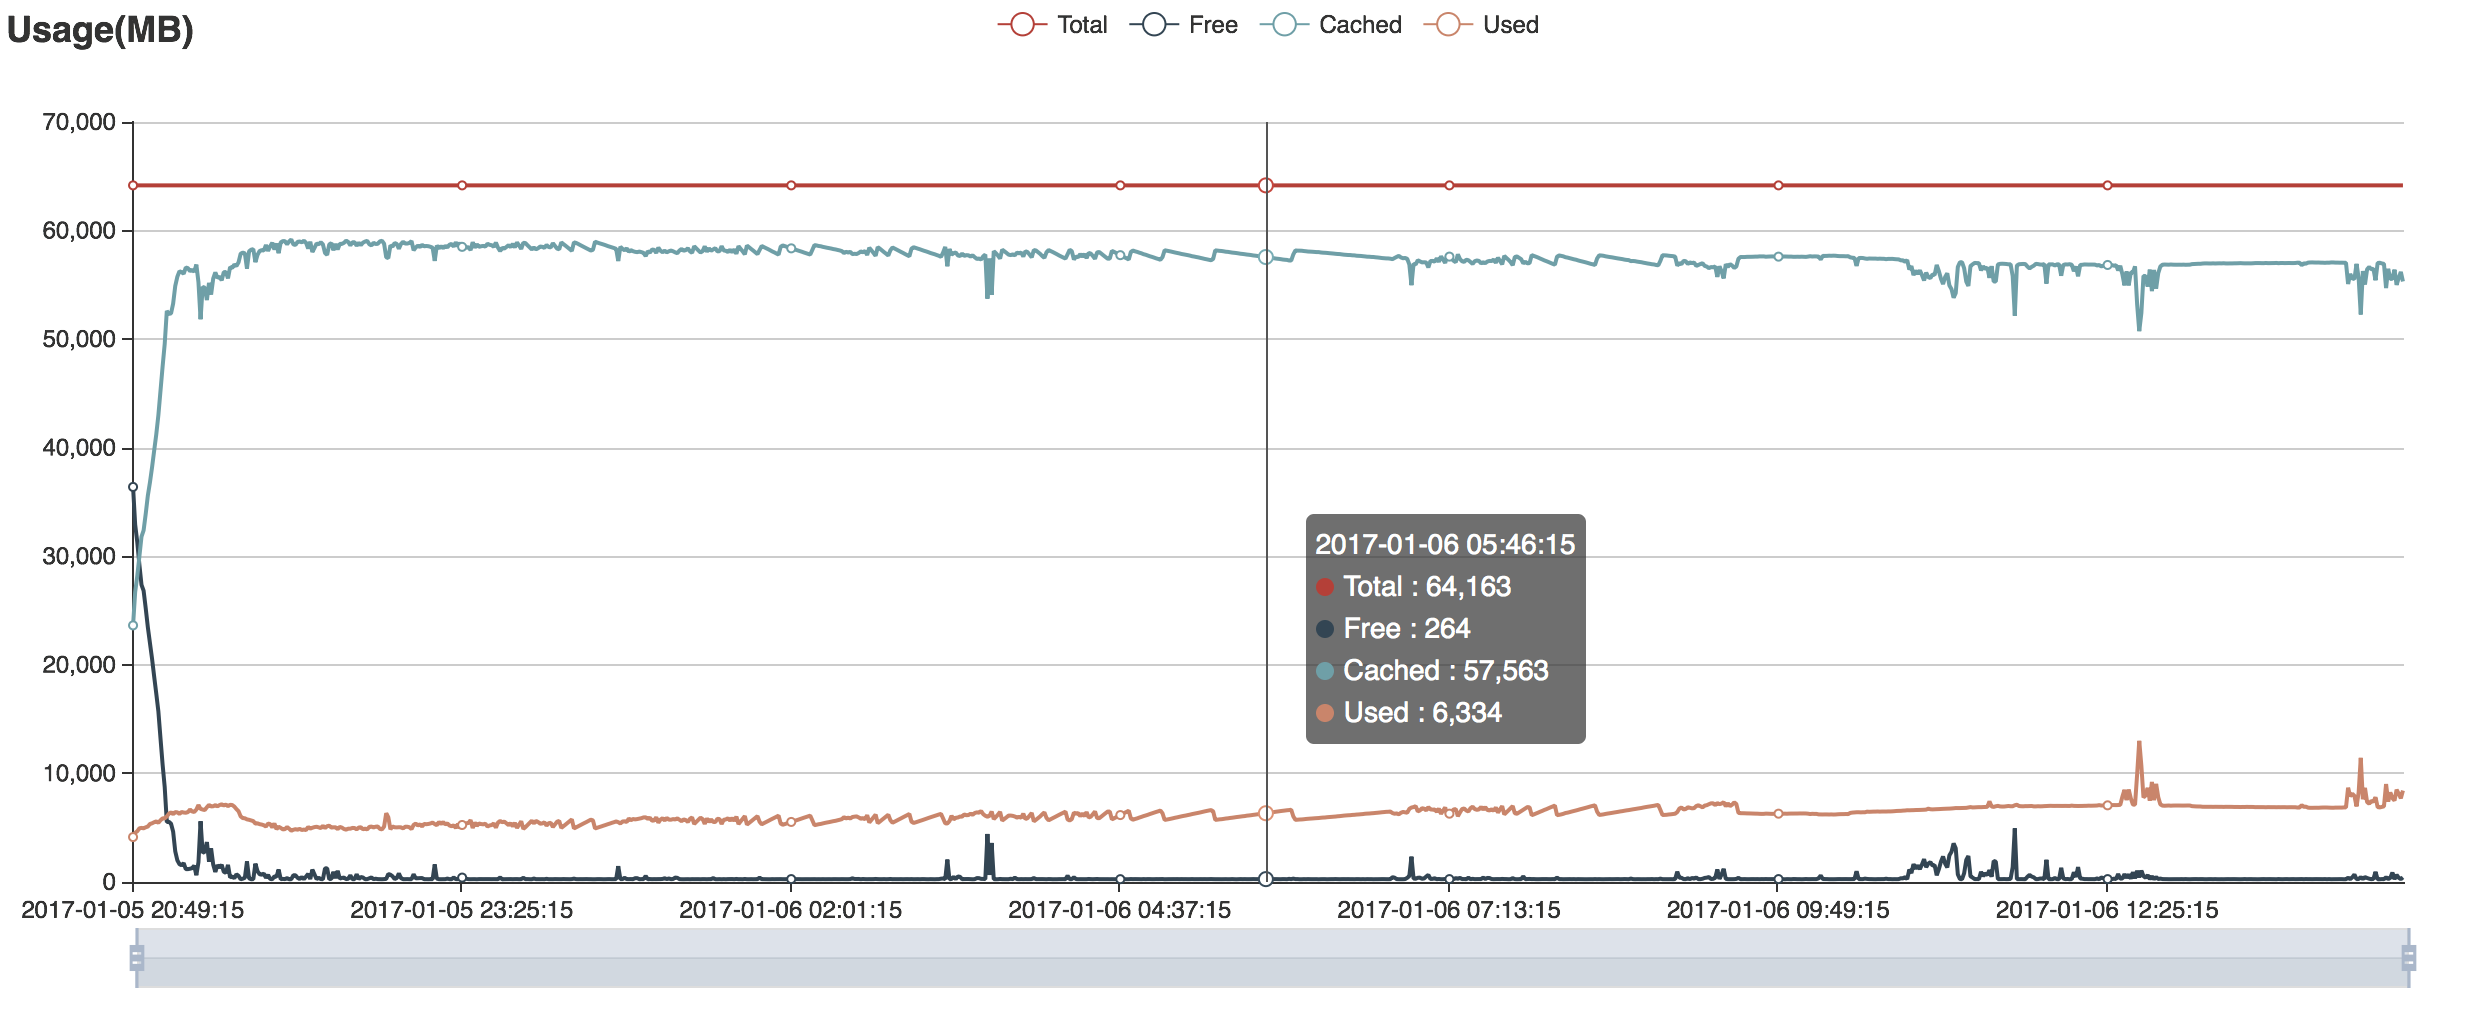 Usage(MB)
Total Free Cached Used
70,000
60,000
50,000
40,000
30,000
20,000
10,000
0
2017-01-06 05:46:15
Total : 64,163
Free : 264
Cached : 57,563
Used : 6,334
2017-01-05 20:49:15 2017-01-05 23:25:15 2017-01-06 02:01:15 2017-01-06 04:37:15 2017-01-06 07:13:15 2017-01-06 09:49:15 2017-01-06 12:25:15